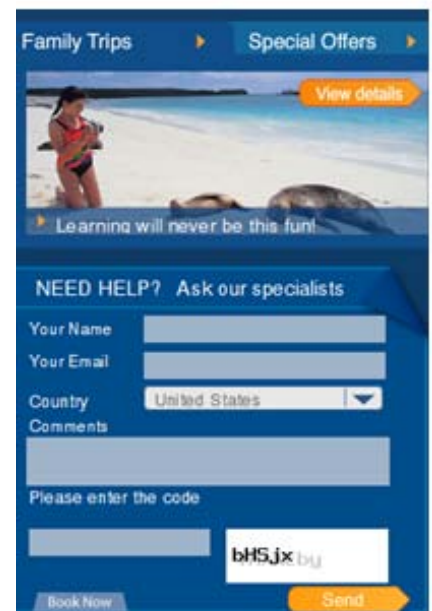 Family Trips
Special Offers
View details
Learning will never be this fun!
NEED HELP? Ask our specialists
Your Name
Your Email
Country
United States
Comments
Please enter the code
Book Now
Send